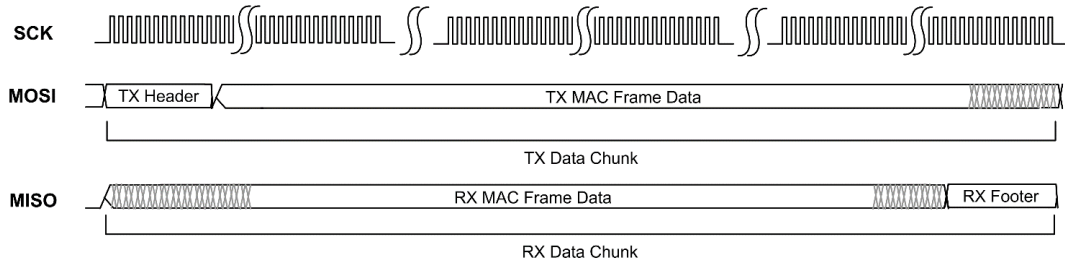 SCK
MOSI TX Header TX MAC Frame Data
TX Data Chunk
MISO RX MAC Frame Data RX Footer
RX Data Chunk